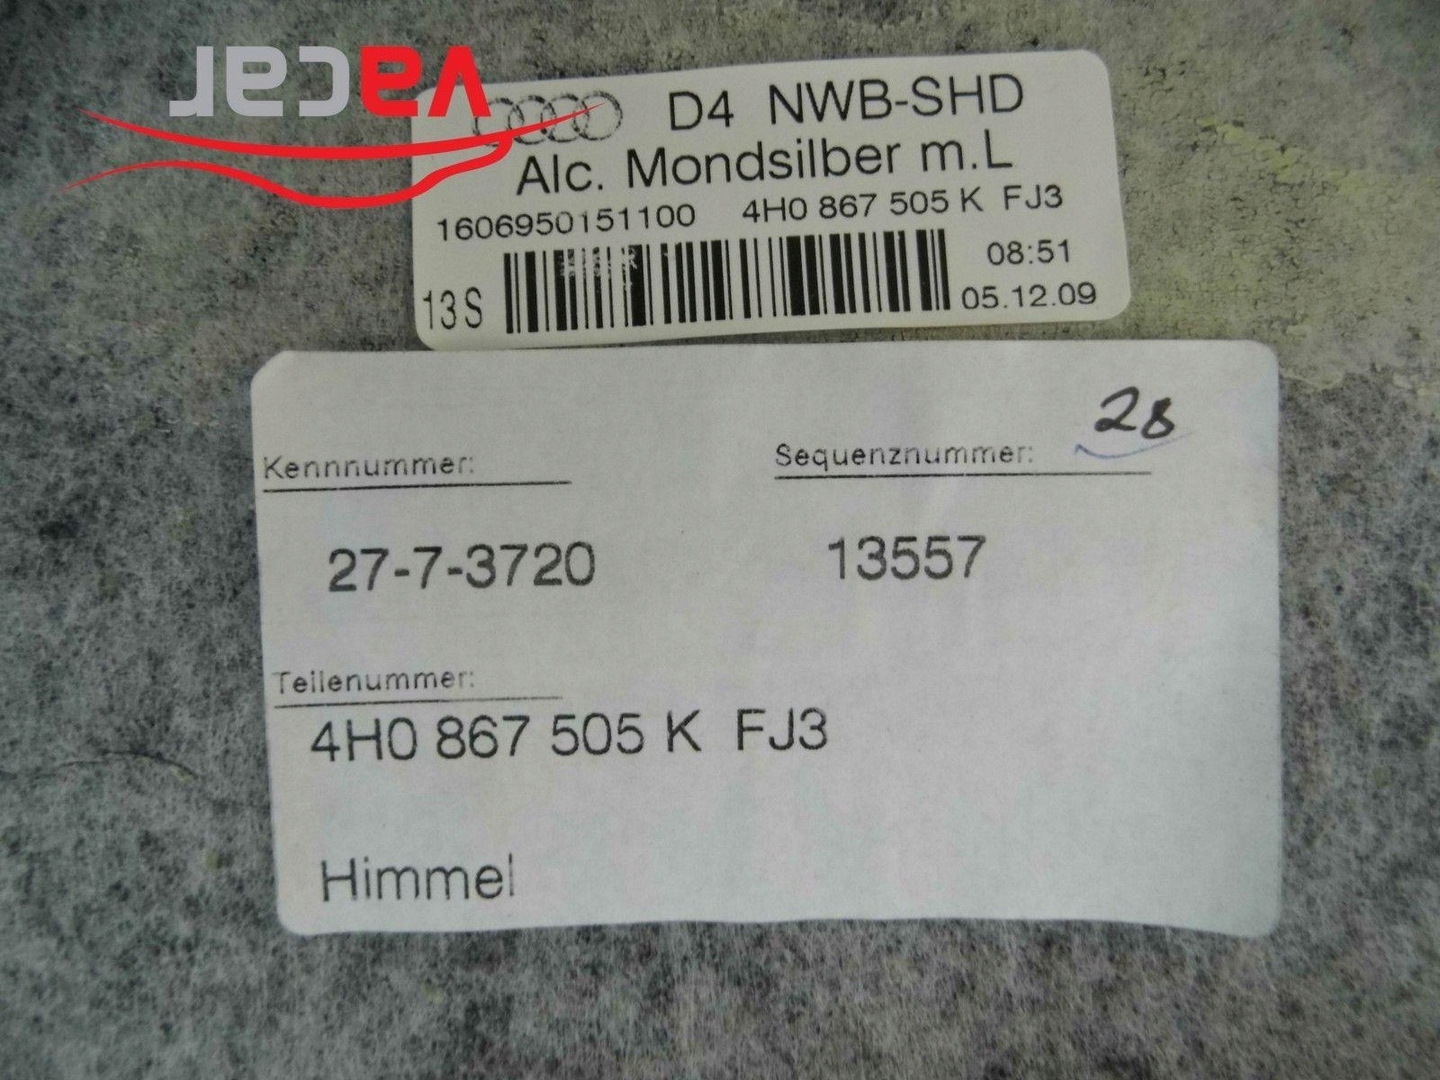 vacar
D4 NWB-SHD
Alc. Mondsilber m.L
1606950151100 4H0 867 505 K FJ3
13S 08:51
05.12.09
28
Kennnummer: Sequenznummer:
27-7-3720 13557
Teilenummer:
4H0 867 505 K FJ3
Himmel